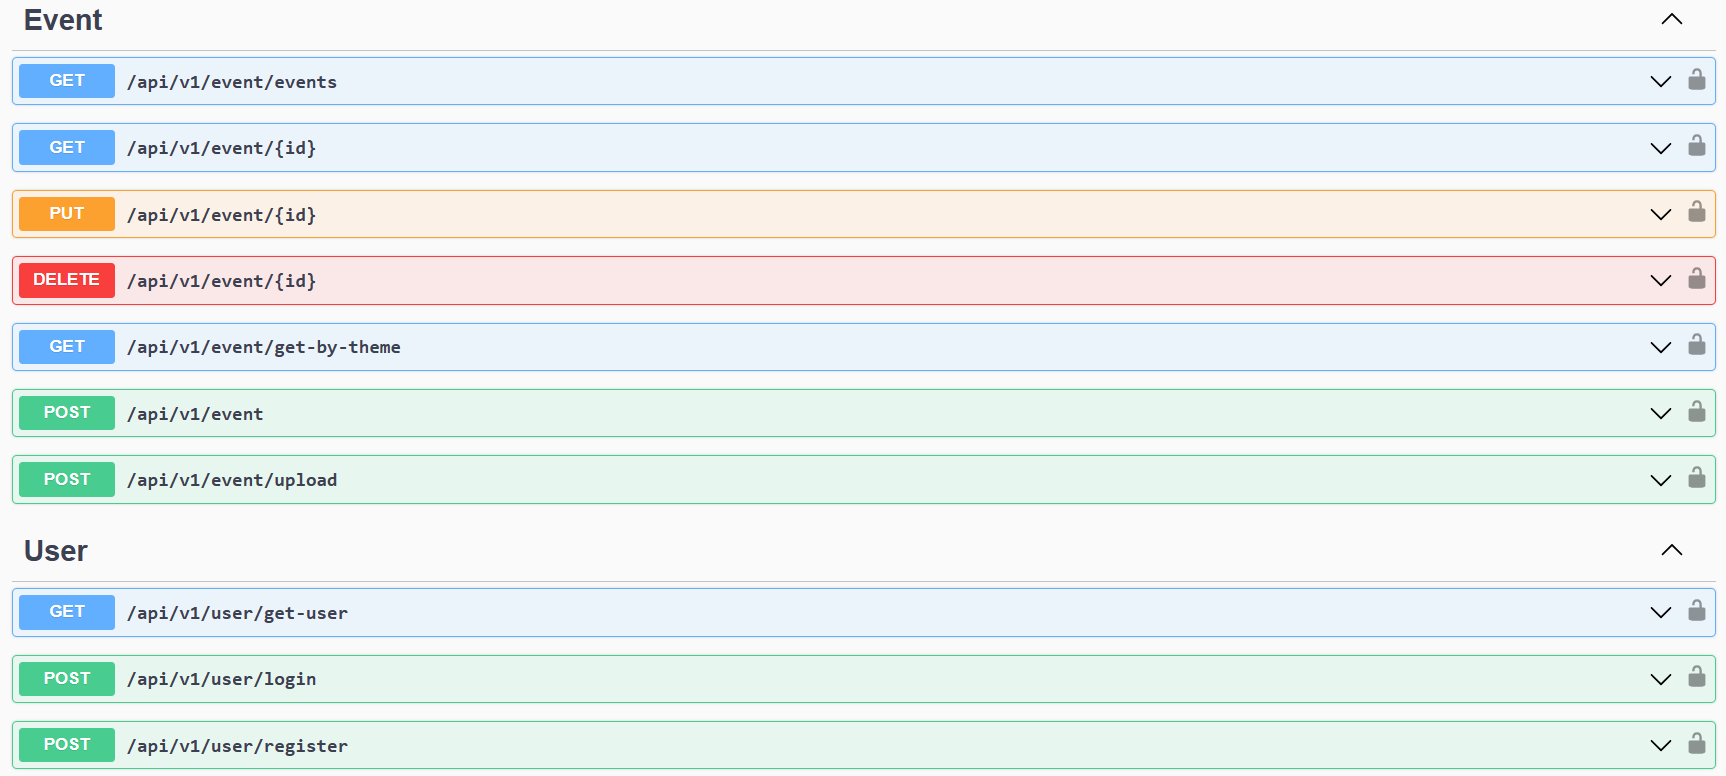 Event
GET /api/v1/event/events
GET /api/v1/event/{id}
PUT /api/v1/event/{id}
DELETE /api/v1/event/{id}
GET /api/v1/event/get-by-theme
POST /api/v1/event
POST /api/v1/event/upload
User
GET /api/v1/user/get-user
POST /api/v1/user/login
POST /api/v1/user/register